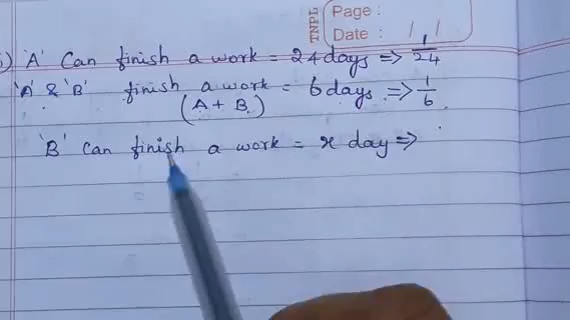 TNPL
Page :
Date : / /
i) 'A' Can finish a work = 24 days => 1/24
'A' & 'B' finish a work = 6 days => 1/6
(A + B)
'B' can finish a work = x day =>